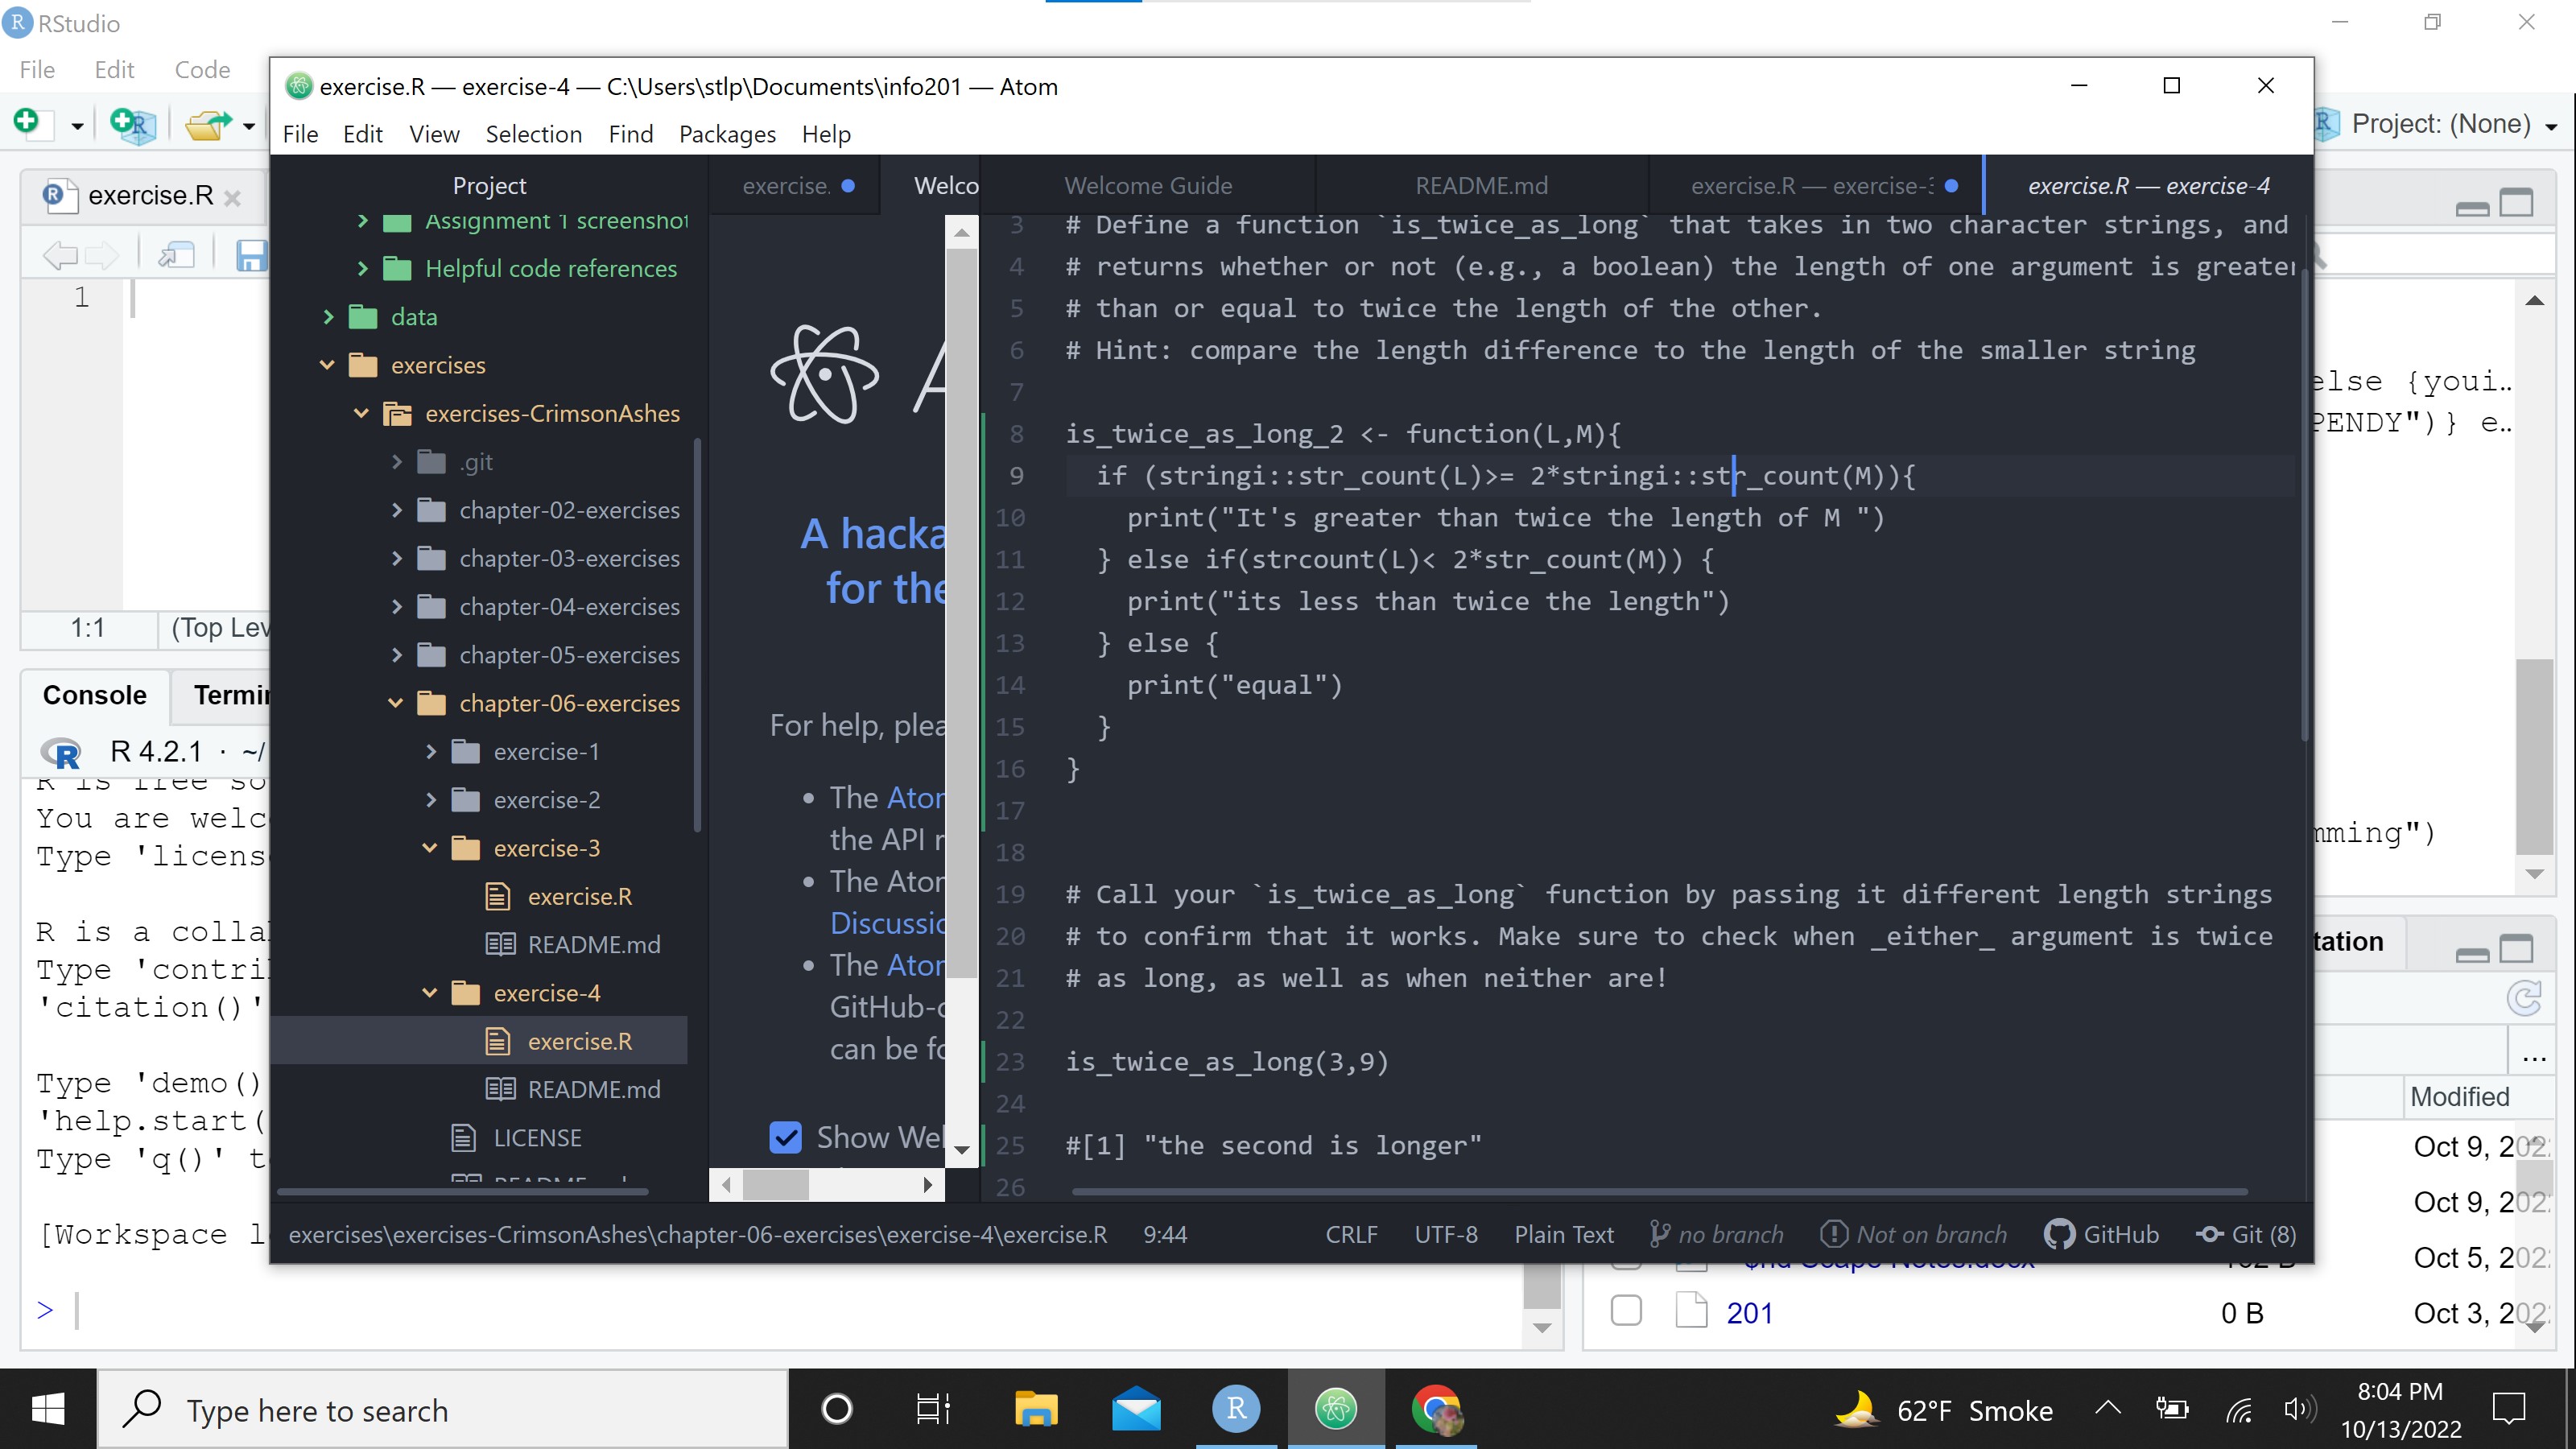 RStudio
File Edit Code
Project: (None)
exercise.R
1
1:1 (Top Lev
Console Termin
R 4.2.1 · ~/
R is free so
You are welc
Type 'licens
R is a colla
Type 'contri
'citation()'
Type 'demo()
'help.start(
Type 'q()' t
[Workspace l
>
exercise.R — exercise-4 — C:\Users\stlp\Documents\info201 — Atom
File Edit View Selection Find Packages Help
Project
Assignment 1 screenshot
Helpful code references
data
exercises
exercises-CrimsonAshes
.git
chapter-02-exercises
chapter-03-exercises
chapter-04-exercises
chapter-05-exercises
chapter-06-exercises
exercise-1
exercise-2
exercise-3
exercise.R
README.md
exercise-4
exercise.R
README.md
LICENSE
README.md
exercise. Welco
A
A hacka
for the
For help, plea
The Ator
the API r
The Ator
Discussic
The Ator
GitHub-c
can be fo
Show Wel
Welcome Guide README.md exercise.R — exercise-3 exercise.R — exercise-4
3 # Define a function `is_twice_as_long` that takes in two character strings, and
4 # returns whether or not (e.g., a boolean) the length of one argument is greater
5 # than or equal to twice the length of the other.
6 # Hint: compare the length difference to the length of the smaller string
7
8 is_twice_as_long_2 <- function(L,M){
9 if (stringi::str_count(L)>= 2*stringi::str_count(M)){
10 print("It's greater than twice the length of M ")
11 } else if(strcount(L)< 2*str_count(M)) {
12 print("its less than twice the length")
13 } else {
14 print("equal")
15 }
16 }
17
18
19 # Call your `is_twice_as_long` function by passing it different length strings
20 # to confirm that it works. Make sure to check when _either_ argument is twice
21 # as long, as well as when neither are!
22
23 is_twice_as_long(3,9)
24
25 #[1] "the second is longer"
26
exercises\exercises-CrimsonAshes\chapter-06-exercises\exercise-4\exercise.R 9:44 CRLF UTF-8 Plain Text no branch Not on branch GitHub Git (8)
else {youi…
PENDY")} e…
mming")
tation
...
Modified
Oct 9, 202
Oct 9, 202
Oct 5, 202
201 0 B Oct 3, 202
Type here to search
62°F Smoke
8:04 PM
10/13/2022